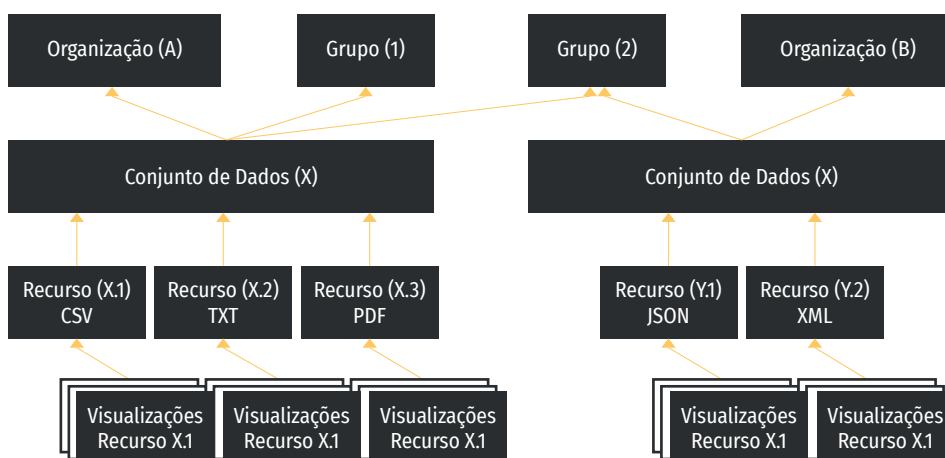 Organização (A)
Grupo (1)
Grupo (2)
Organização (B)
Conjunto de Dados (X)
Conjunto de Dados (X)
Recurso (X.1)
CSV
Recurso (X.2)
TXT
Recurso (X.3)
PDF
Recurso (Y.1)
JSON
Recurso (Y.2)
XML
Visualizações
Recurso X.1
Visualizações
Recurso X.1
Visualizações
Recurso X.1
Visualizações
Recurso X.1
Visualizações
Recurso X.1